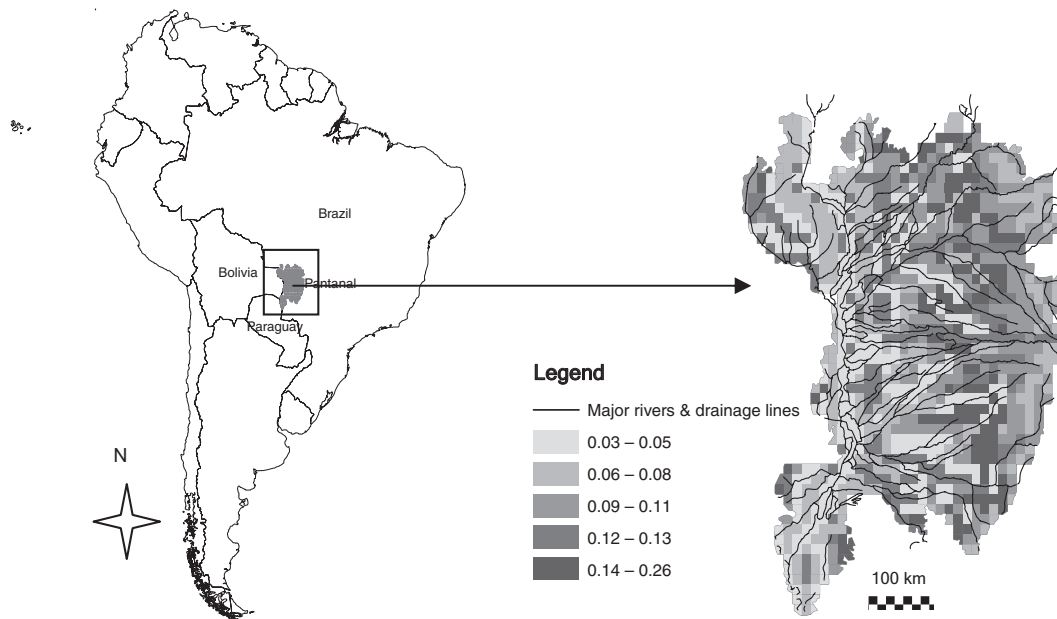 Brazil
Bolivia
Pantanal
Paraguay
N
Legend
Major rivers & drainage lines
0.03 – 0.05
0.06 – 0.08
0.09 – 0.11
0.12 – 0.13
0.14 – 0.26
100 km